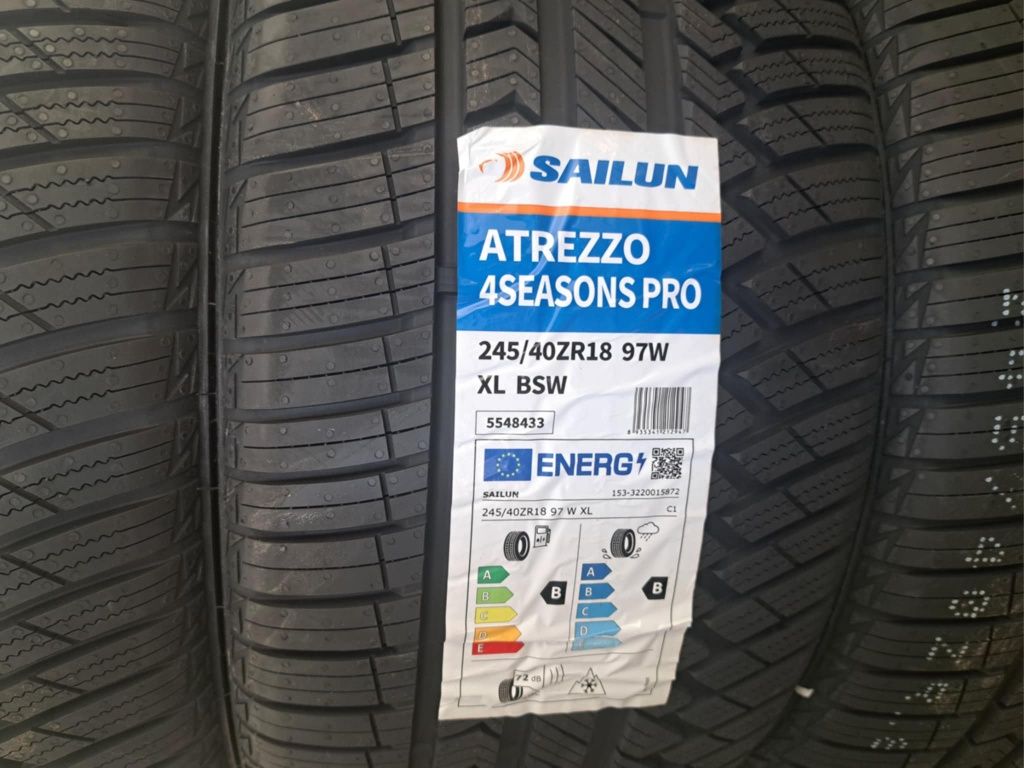 SAILUN
ATREZZO
4SEASONS PRO
245/40ZR18 97W
XL BSW
5548433
ENERG
SAILUN 153-3220015872
245/40ZR18 97 W XL C1
A A
B B B B
C C
D D
E
72 dB